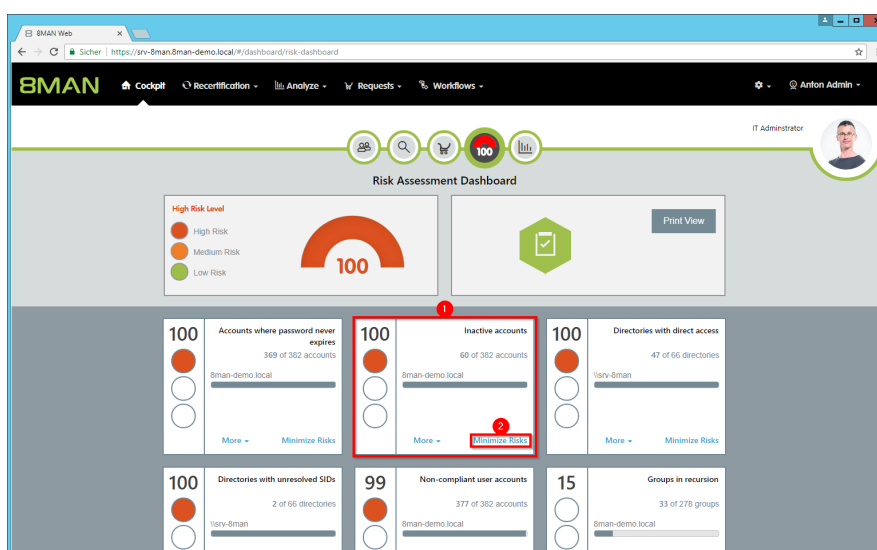 8MAN Web
Sicher
https://srv-8man.8man-demo.local/#/dashboard/risk-dashboard
8MAN
Cockpit
Recertification
Analyze
Requests
Workflows
Anton Admin
IT Adminstrator
100
Risk Assessment Dashboard
High Risk Level
High Risk
Medium Risk
Low Risk
100
Print View
1
100
Accounts where password never
expires
369 of 382 accounts
8man-demo.local
More
Minimize Risks
100
Inactive accounts
60 of 382 accounts
8man-demo.local
2
More
Minimize Risks
100
Directories with direct access
47 of 66 directories
\\srv-8man
More
Minimize Risks
100
Directories with unresolved SIDs
2 of 66 directories
\\srv-8man
99
Non-compliant user accounts
377 of 382 accounts
8man-demo.local
15
Groups in recursion
33 of 278 groups
8man-demo.local